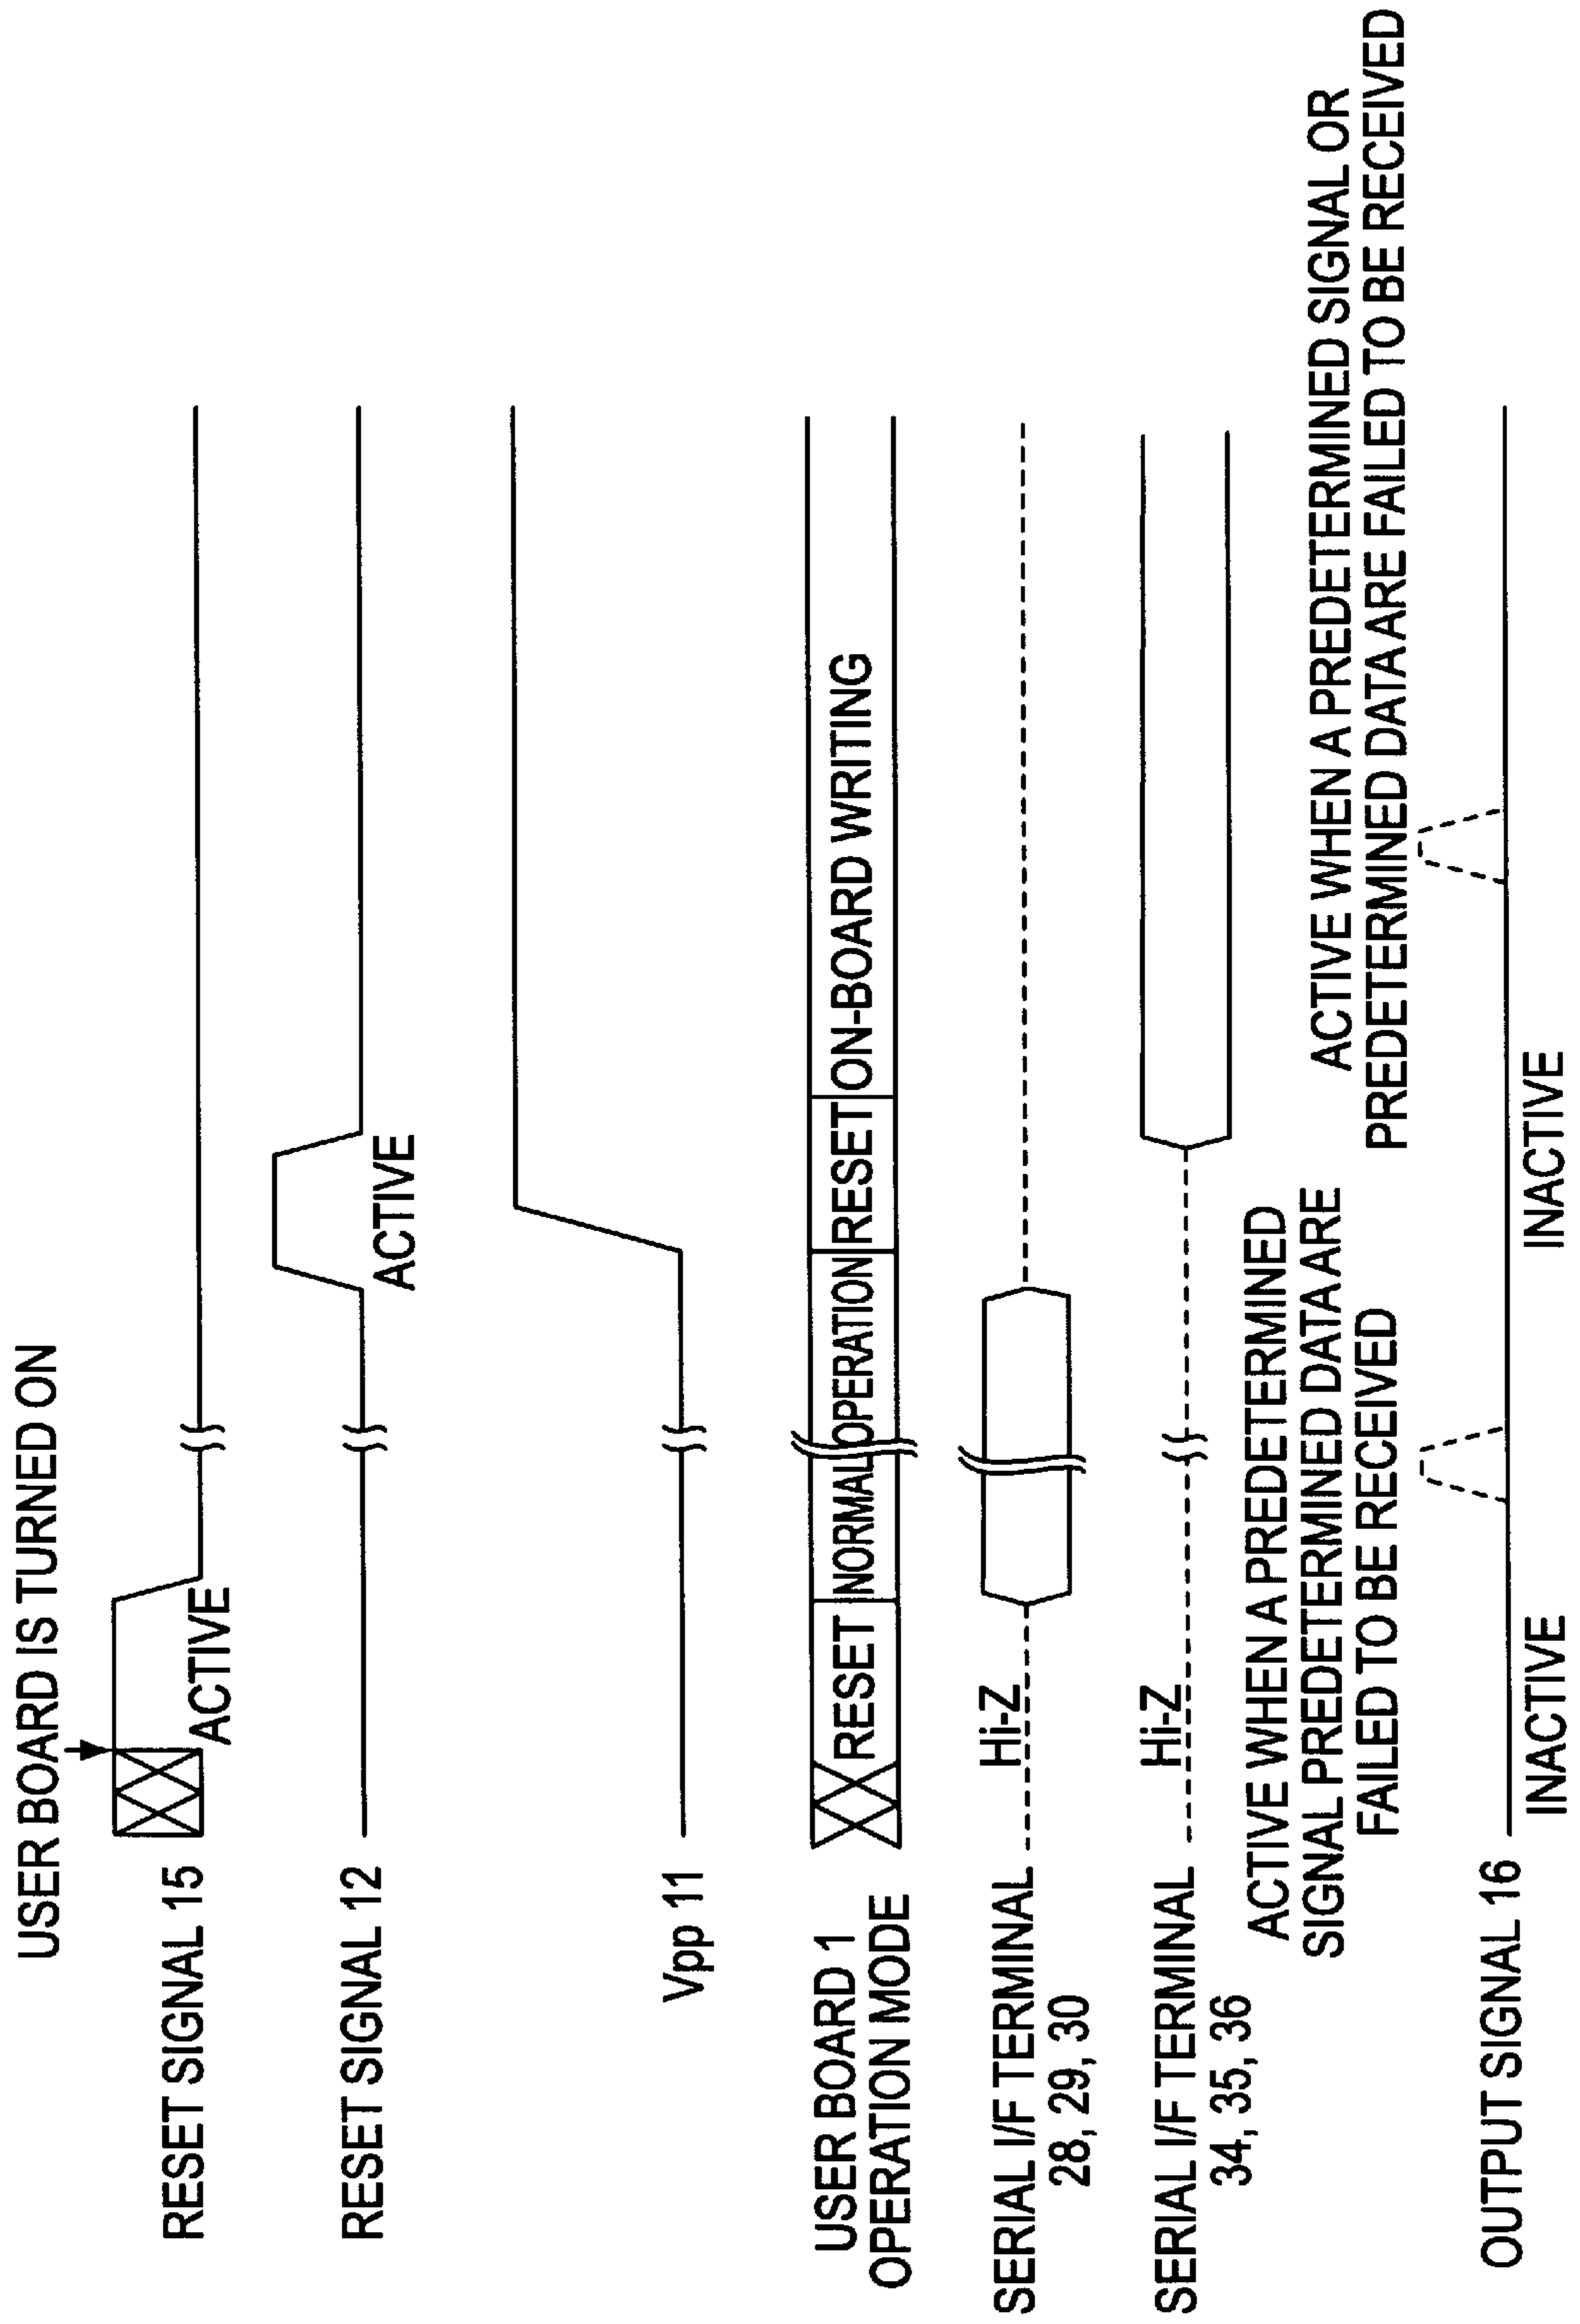 USER BOARD IS TURNED ON
RESET SIGNAL 15
ACTIVE
RESET SIGNAL 12
ACTIVE
Vpp 11
USER BOARD 1
OPERATION MODE
RESET
NORMAL OPERATION
RESET
ON-BOARD WRITING
SERIAL I/F TERMINAL
28, 29, 30
Hi-Z
SERIAL I/F TERMINAL
34, 35, 36
Hi-Z
ACTIVE WHEN A PREDETERMINED
SIGNAL PREDETERMINED DATA ARE
FAILED TO BE RECEIVED
ACTIVE WHEN A PREDETERMINED SIGNAL OR
PREDETERMINED DATA ARE FAILED TO BE RECEIVED
OUTPUT SIGNAL 16
INACTIVE
INACTIVE